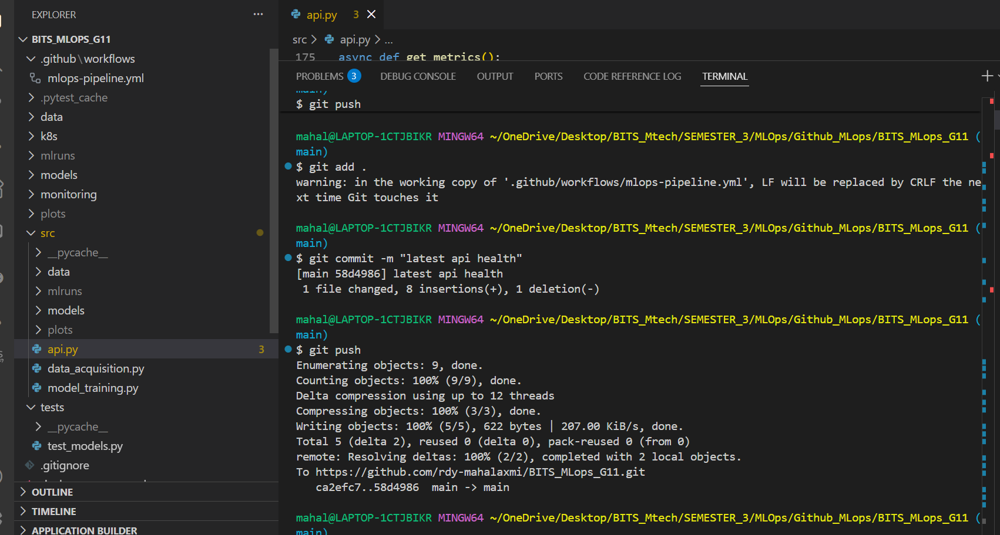 EXPLORER
...
BITS_MLOPS_G11
.github\workflows
mlops-pipeline.yml
.pytest_cache
data
k8s
mlruns
models
monitoring
plots
src
__pycache__
data
mlruns
models
plots
api.py 3
data_acquisition.py
model_training.py
tests
__pycache__
test_models.py
.gitignore
OUTLINE
TIMELINE
APPLICATION BUILDER
api.py 3
src > api.py > ...
175 async def get_metrics():
PROBLEMS 3 DEBUG CONSOLE OUTPUT PORTS CODE REFERENCE LOG TERMINAL
main)
$ git push
mahal@LAPTOP-1CTJBIKR MINGW64 ~/OneDrive/Desktop/BITS_Mtech/SEMESTER_3/MLOps/Github_MLops/BITS_MLops_G11 (
main)
$ git add .
warning: in the working copy of '.github/workflows/mlops-pipeline.yml', LF will be replaced by CRLF the ne
xt time Git touches it
mahal@LAPTOP-1CTJBIKR MINGW64 ~/OneDrive/Desktop/BITS_Mtech/SEMESTER_3/MLOps/Github_MLops/BITS_MLops_G11 (
main)
$ git commit -m "latest api health"
[main 58d4986] latest api health
1 file changed, 8 insertions(+), 1 deletion(-)
mahal@LAPTOP-1CTJBIKR MINGW64 ~/OneDrive/Desktop/BITS_Mtech/SEMESTER_3/MLOps/Github_MLops/BITS_MLops_G11 (
main)
$ git push
Enumerating objects: 9, done.
Counting objects: 100% (9/9), done.
Delta compression using up to 12 threads
Compressing objects: 100% (3/3), done.
Writing objects: 100% (5/5), 622 bytes | 207.00 KiB/s, done.
Total 5 (delta 2), reused 0 (delta 0), pack-reused 0 (from 0)
remote: Resolving deltas: 100% (2/2), completed with 2 local objects.
To https://github.com/rdy-mahalaxmi/BITS_MLops_G11.git
ca2efc7..58d4986 main -> main
mahal@LAPTOP-1CTJBIKR MINGW64 ~/OneDrive/Desktop/BITS_Mtech/SEMESTER_3/MLOps/Github_MLops/BITS_MLops_G11 (
main)